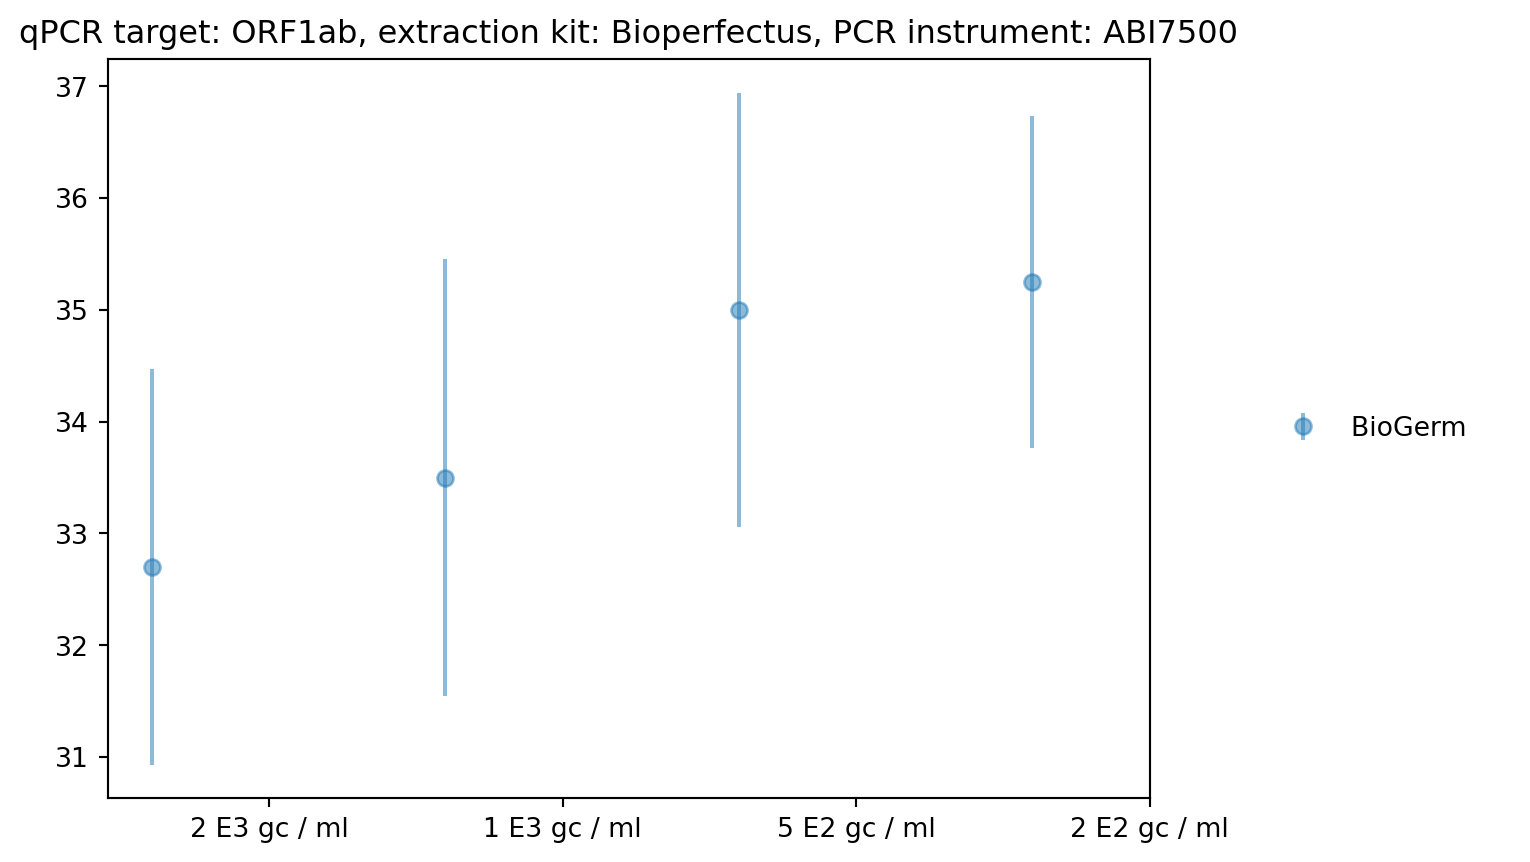 qPCR target: ORF1ab, extraction kit: Bioperfectus, PCR instrument: ABI7500
37
36
35
34
33
32
31
BioGerm
2 E3 gc / ml
1 E3 gc / ml
5 E2 gc / ml
2 E2 gc / ml